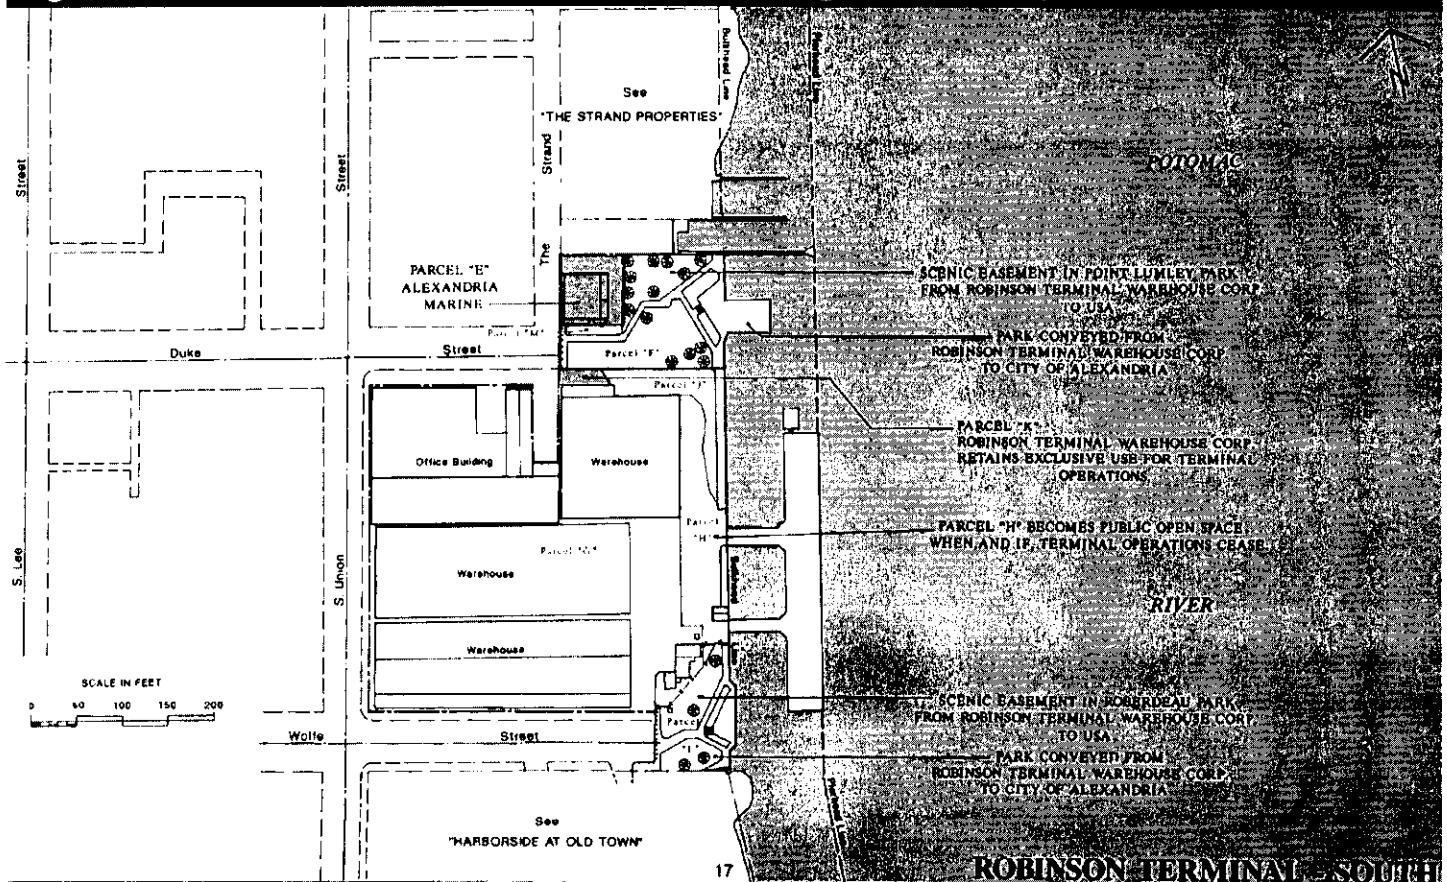 N
Bulkhead Line
Pierhead Line
See
"THE STRAND PROPERTIES"
POTOMAC
Street
Street
The Strand
PARCEL "E"
ALEXANDRIA
MARINE
SCENIC EASEMENT IN POINT LUMLEY PARK
FROM ROBINSON TERMINAL WAREHOUSE CORP.
TO USA
Parcel "M"
PARK CONVEYED FROM
ROBINSON TERMINAL WAREHOUSE CORP
TO CITY OF ALEXANDRIA
Duke
Street
Parcel "F"
Parcel "J"
PARCEL "K"
ROBINSON TERMINAL WAREHOUSE CORP
RETAINS EXCLUSIVE USE FOR TERMINAL
OPERATIONS
Office Building
Warehouse
Parcel
"H"
PARCEL "H" BECOMES PUBLIC OPEN SPACE
WHEN AND IF TERMINAL OPERATIONS CEASE
Parcel "G"
Warehouse
S. Lee
S. Union
Bulkhead
Line
RIVER
Warehouse
SCALE IN FEET
0 50 100 150 200
SCENIC EASEMENT IN ROBERDEAU PARK
FROM ROBINSON TERMINAL WAREHOUSE CORP
TO USA
Parcel
"I"
Wolfe
Street
PARK CONVEYED FROM
ROBINSON TERMINAL WAREHOUSE CORP
TO CITY OF ALEXANDRIA
Pierhead Line
See
"HARBORSIDE AT OLD TOWN"
17
ROBINSON TERMINAL - SOUTH